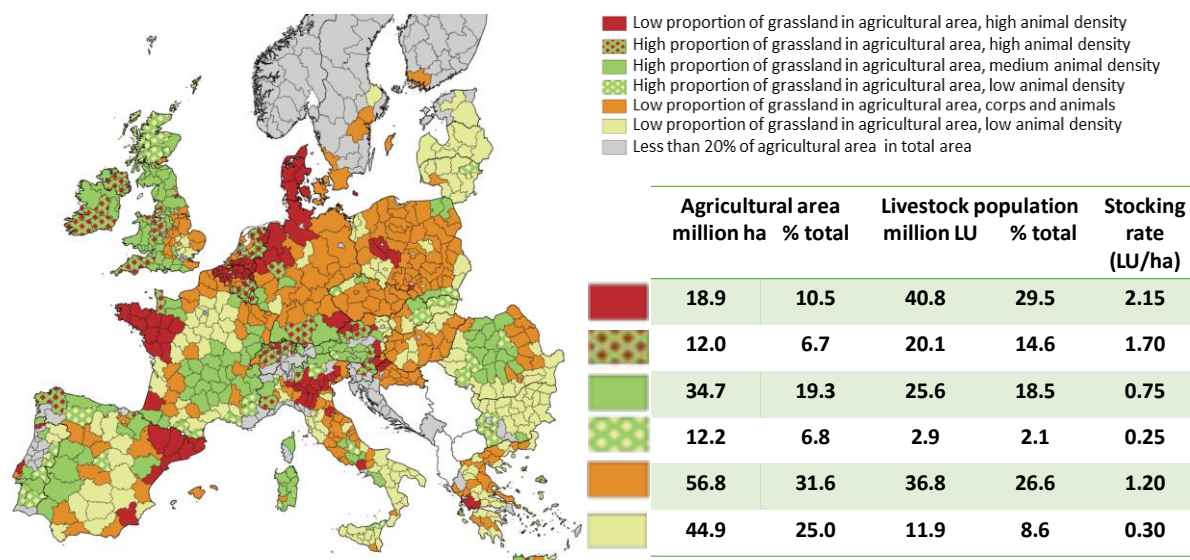 Low proportion of grassland in agricultural area, high animal density
High proportion of grassland in agricultural area, high animal density
High proportion of grassland in agricultural area, medium animal density
High proportion of grassland in agricultural area, low animal density
Low proportion of grassland in agricultural area, corps and animals
Low proportion of grassland in agricultural area, low animal density
Less than 20% of agricultural area in total area
Agricultural area Livestock population Stocking
million ha % total million LU % total rate
(LU/ha)
18.9 10.5 40.8 29.5 2.15
12.0 6.7 20.1 14.6 1.70
34.7 19.3 25.6 18.5 0.75
12.2 6.8 2.9 2.1 0.25
56.8 31.6 36.8 26.6 1.20
44.9 25.0 11.9 8.6 0.30